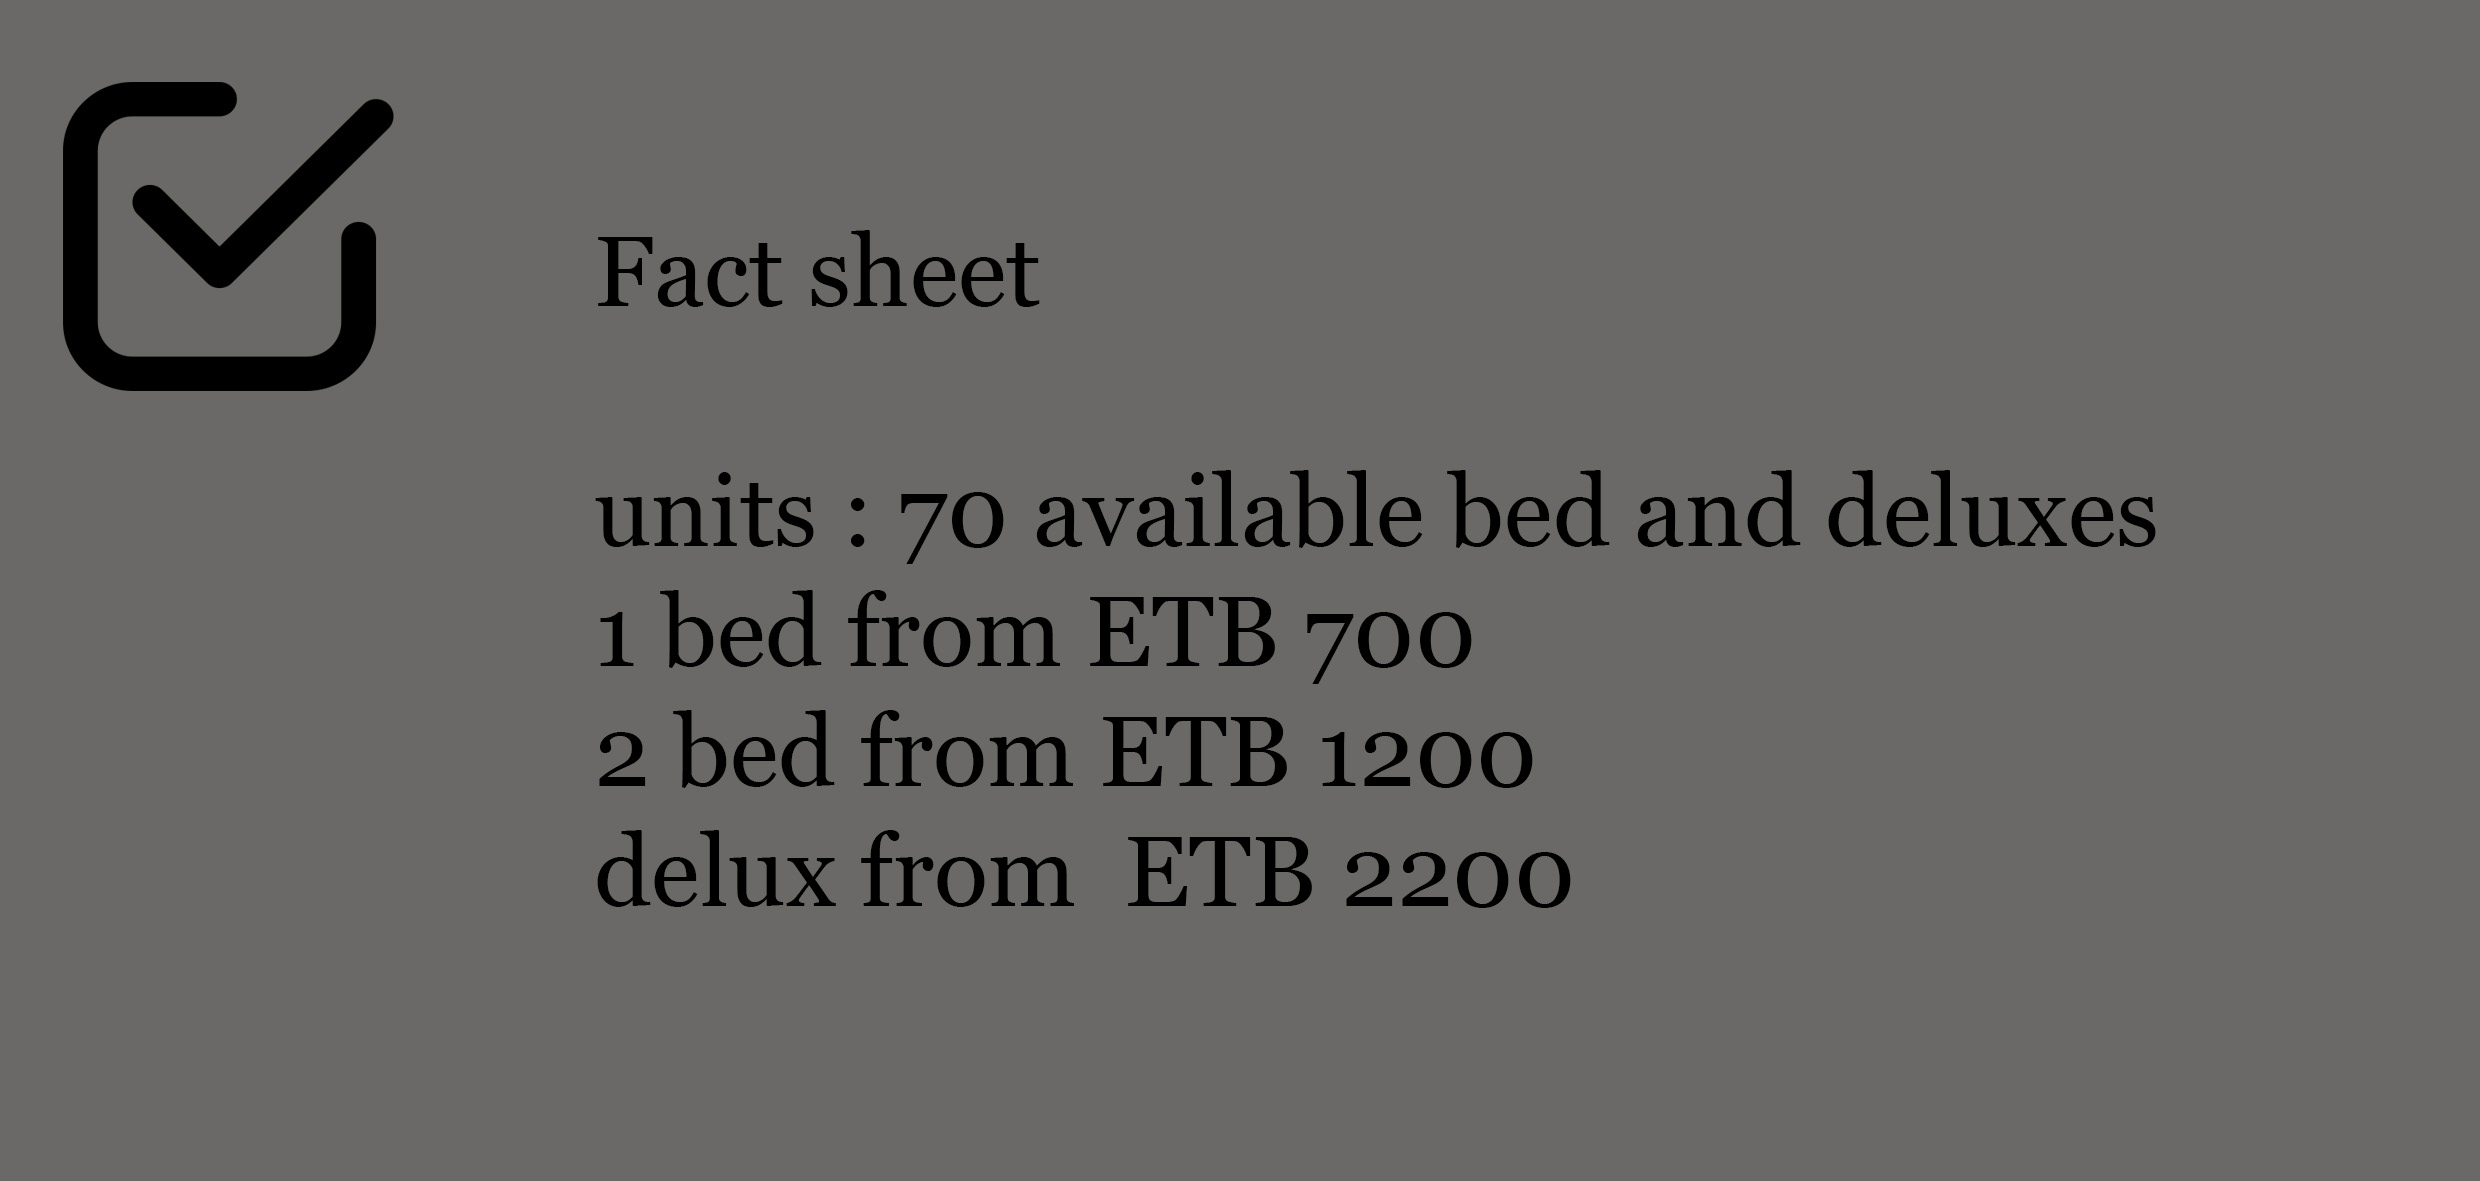 Fact sheet
units : 70 available bed and deluxes
1 bed from ETB 700
2 bed from ETB 1200
delux from  ETB 2200